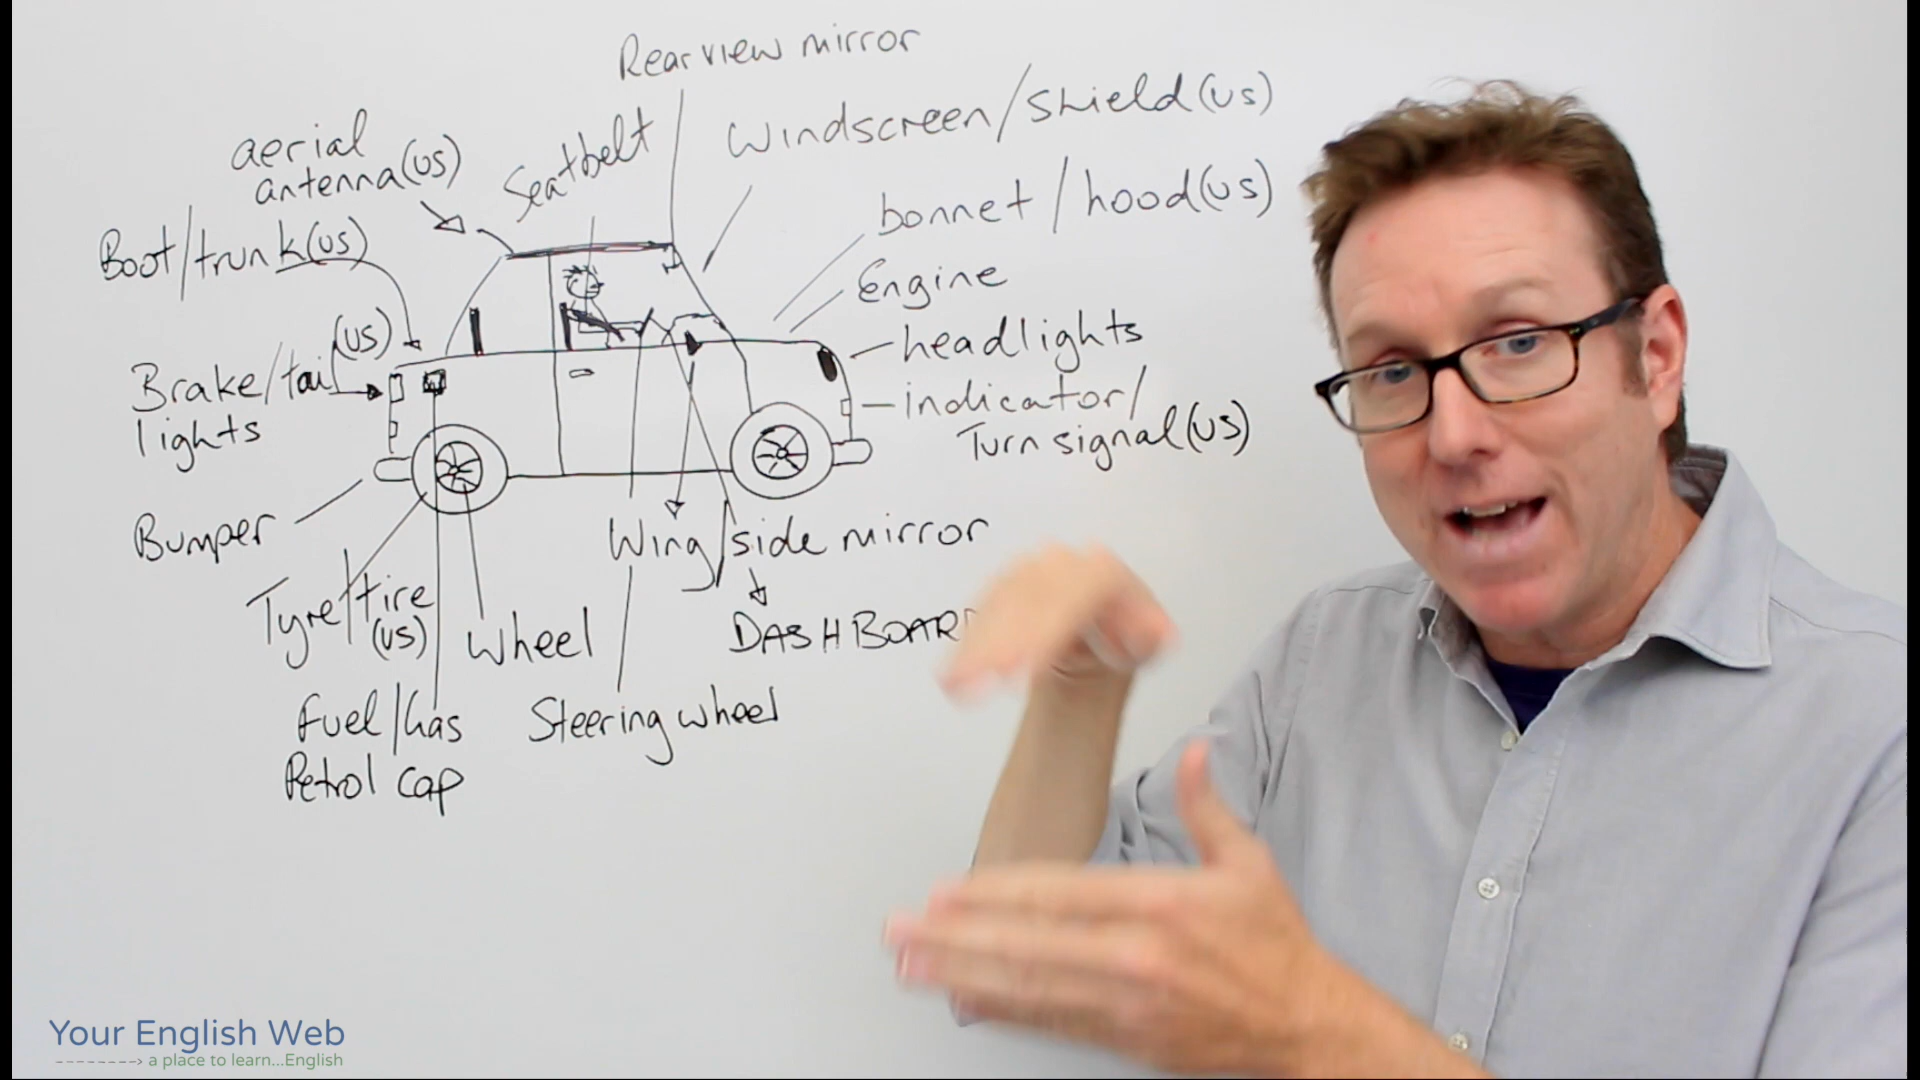 Rear view mirror
Windscreen/shield (US)
aerial
antenna (US)
Seatbelt
bonnet/hood (US)
Boot/trunk (US)
Engine
headlights
(US)
Brake/tail
lights
indicator/
Turn signal (US)
Bumper
Wing/side mirror
Tyre/tire
(US)
wheel
DASHBOARD
Fuel/Gas
Petrol cap
Steering wheel
Your English Web
--------> a place to learn...English